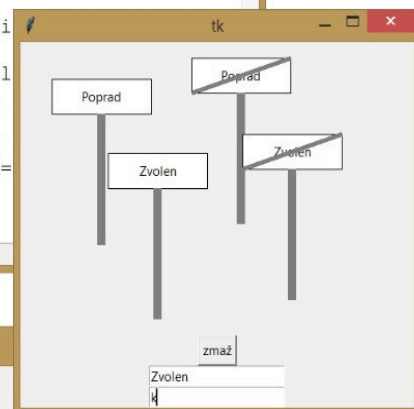 i
tk
l
Poprad
Poprad
Zvolen
Zvolen
=
zmaž
Zvolen
k